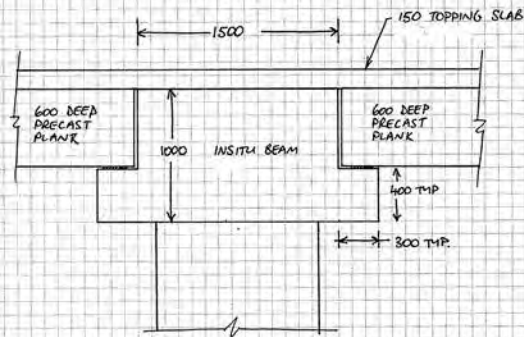 1500
150 TOPPING SLAB
600 DEEP
PRECAST
PLANK
1000
INSITU BEAM
600 DEEP
PRECAST
PLANK
400
TYP
300 TYP.